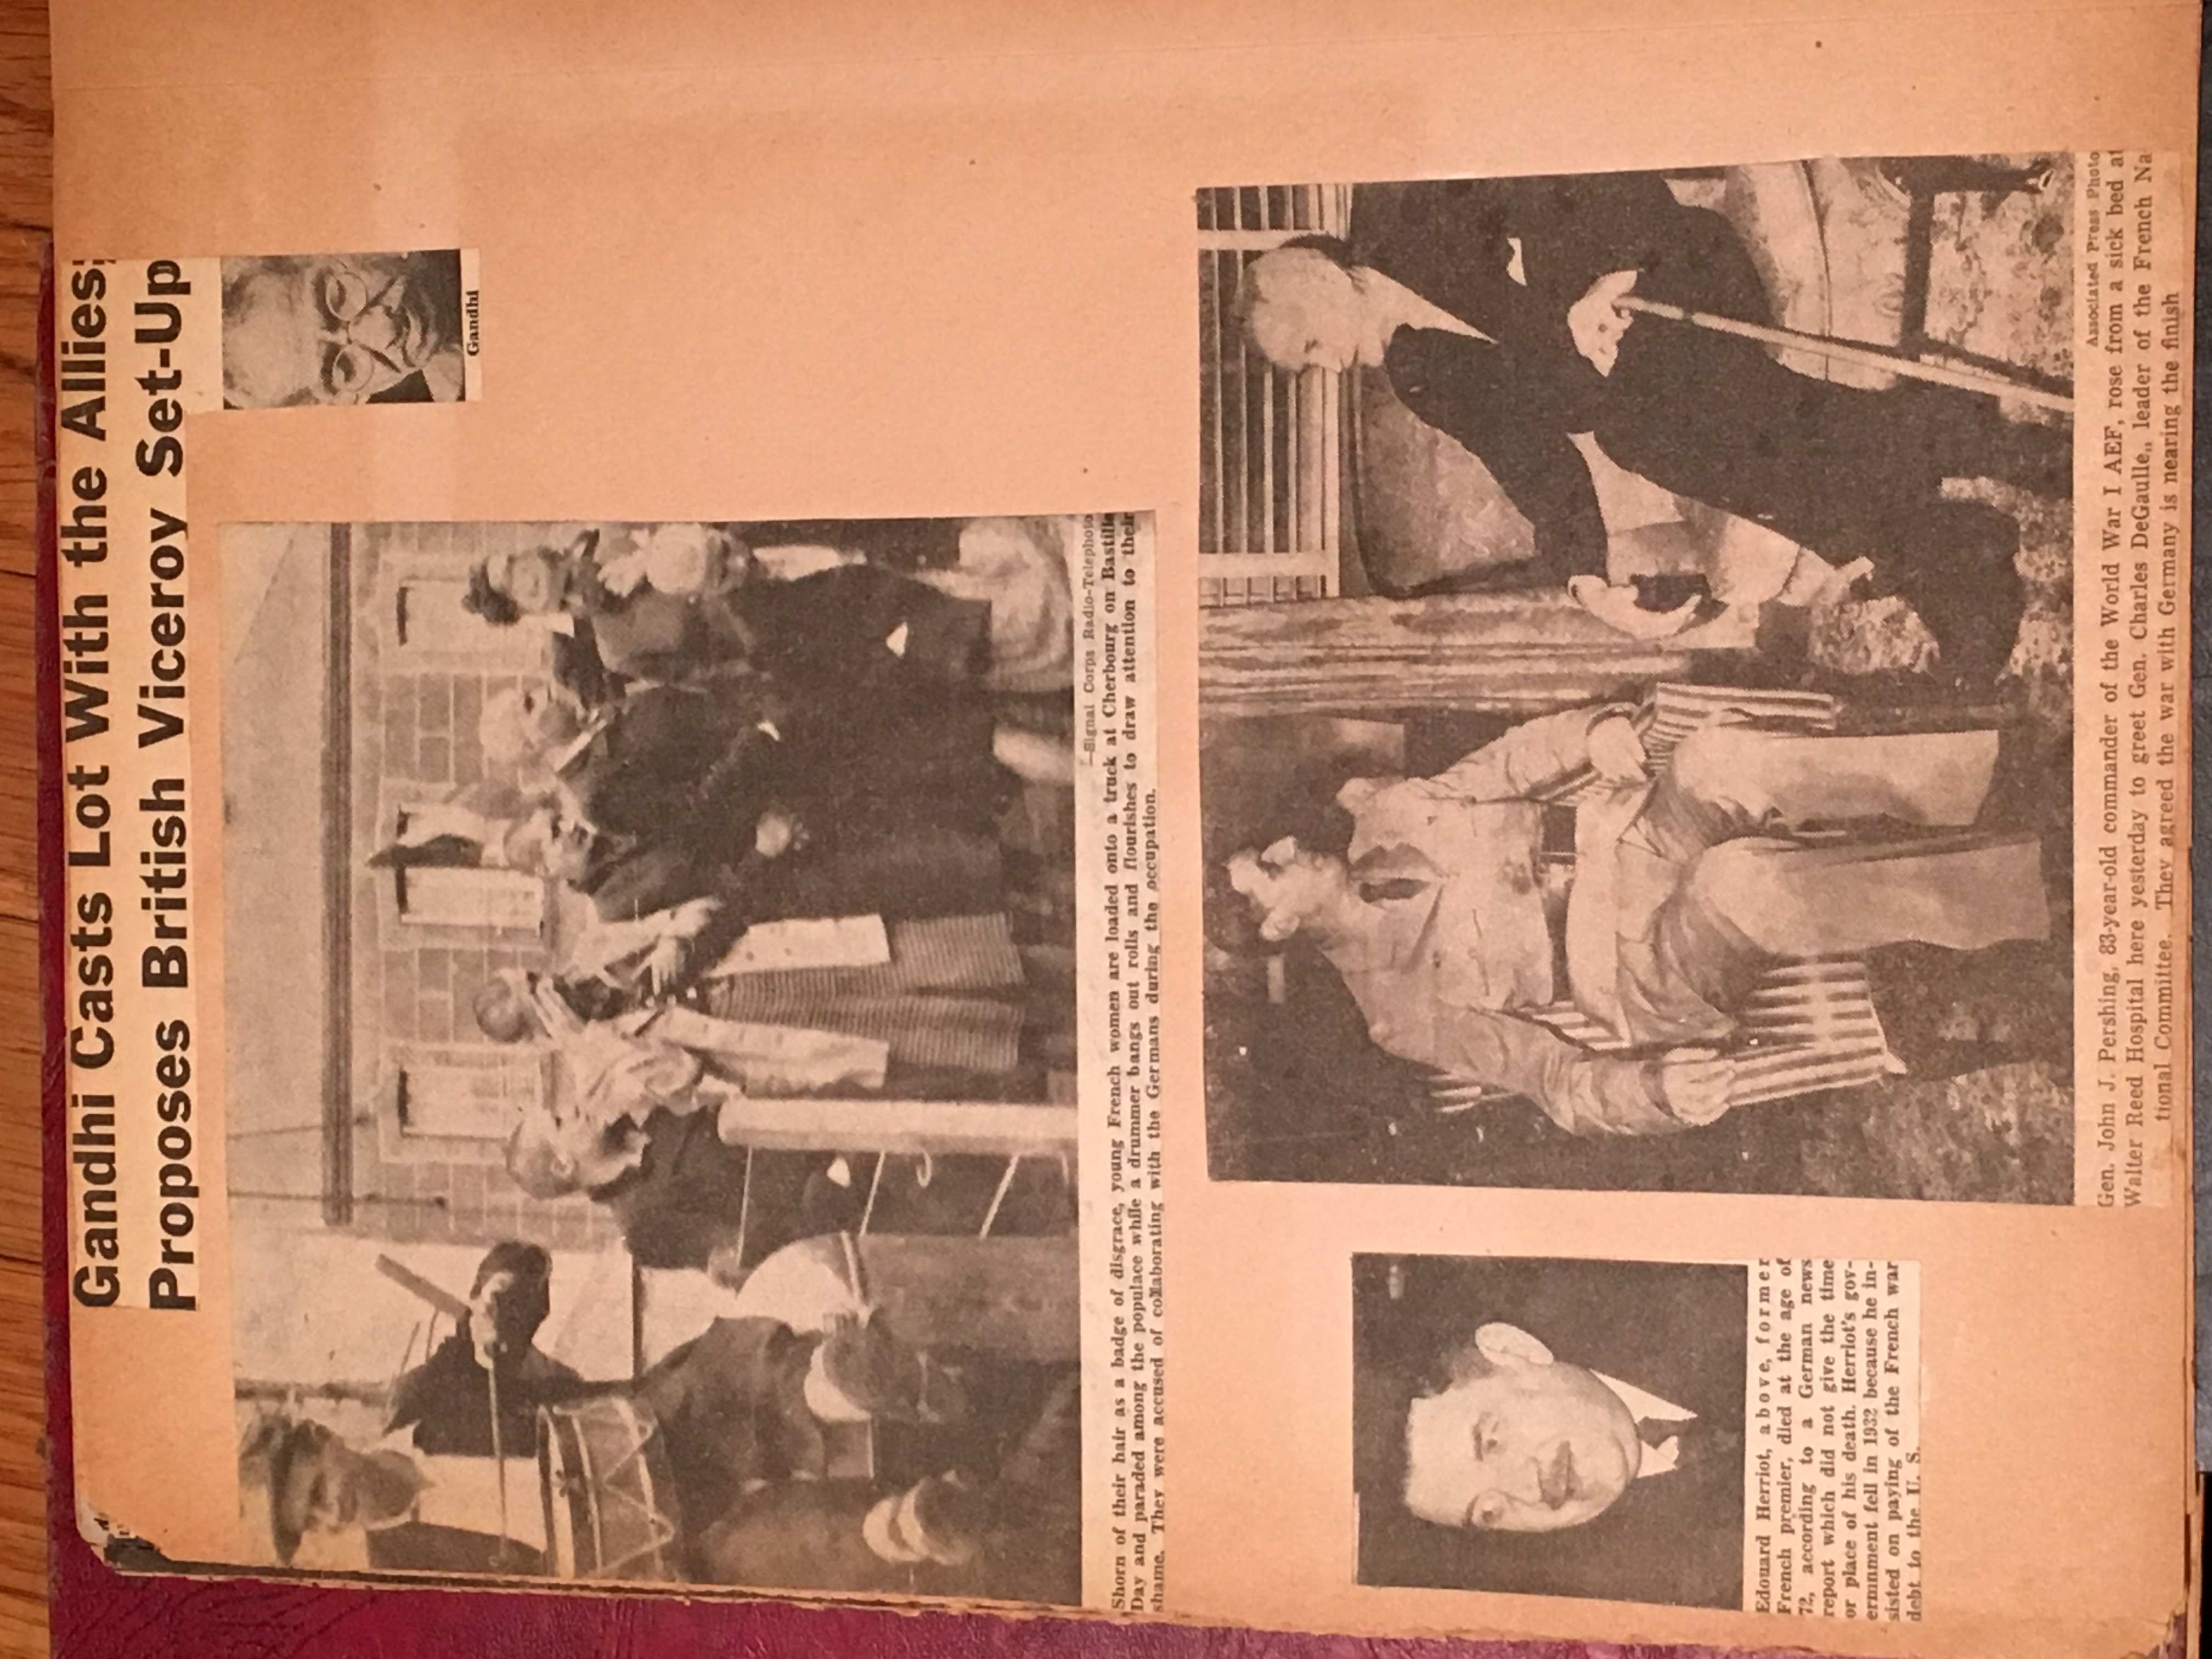 Gandhi Casts Lot With the Allies;
Proposes British Viceroy Set-Up
Gandhi
—Signal Corps Radio-Telephoto
Shorn of their hair as a badge of disgrace, young French women are loaded onto a truck at Cherbourg on Bastille
Day and paraded among the populace while a drummer bangs out rolls and flourishes to draw attention to their
shame. They were accused of collaborating with the Germans during the occupation.
Edouard Herriot, above, former
French premier, died at the age of
72, according to a German news
report which did not give the time
or place of his death. Herriot's gov-
ermnment fell in 1932 because he in-
sisted on paying of the French war
debt to the U. S.
Associated Press Photo
Gen. John J. Pershing, 83-year-old commander of the World War I AEF, rose from a sick bed at
Walter Reed Hospital here yesterday to greet Gen. Charles DeGaulle,, leader of the French Na
tional Committee. They agreed the war with Germany is nearing the finish